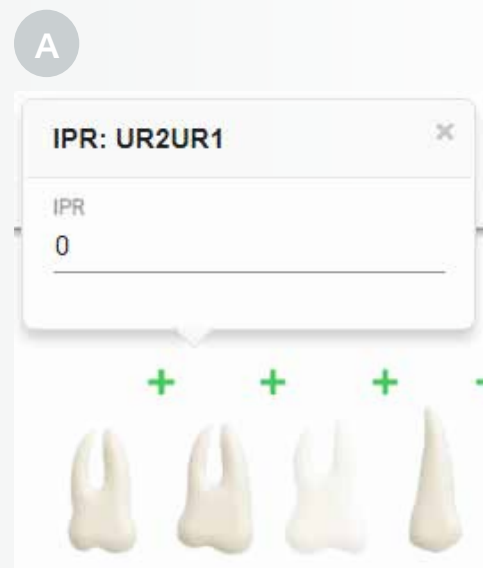 A
IPR: UR2UR1
×
IPR
0
+ + +